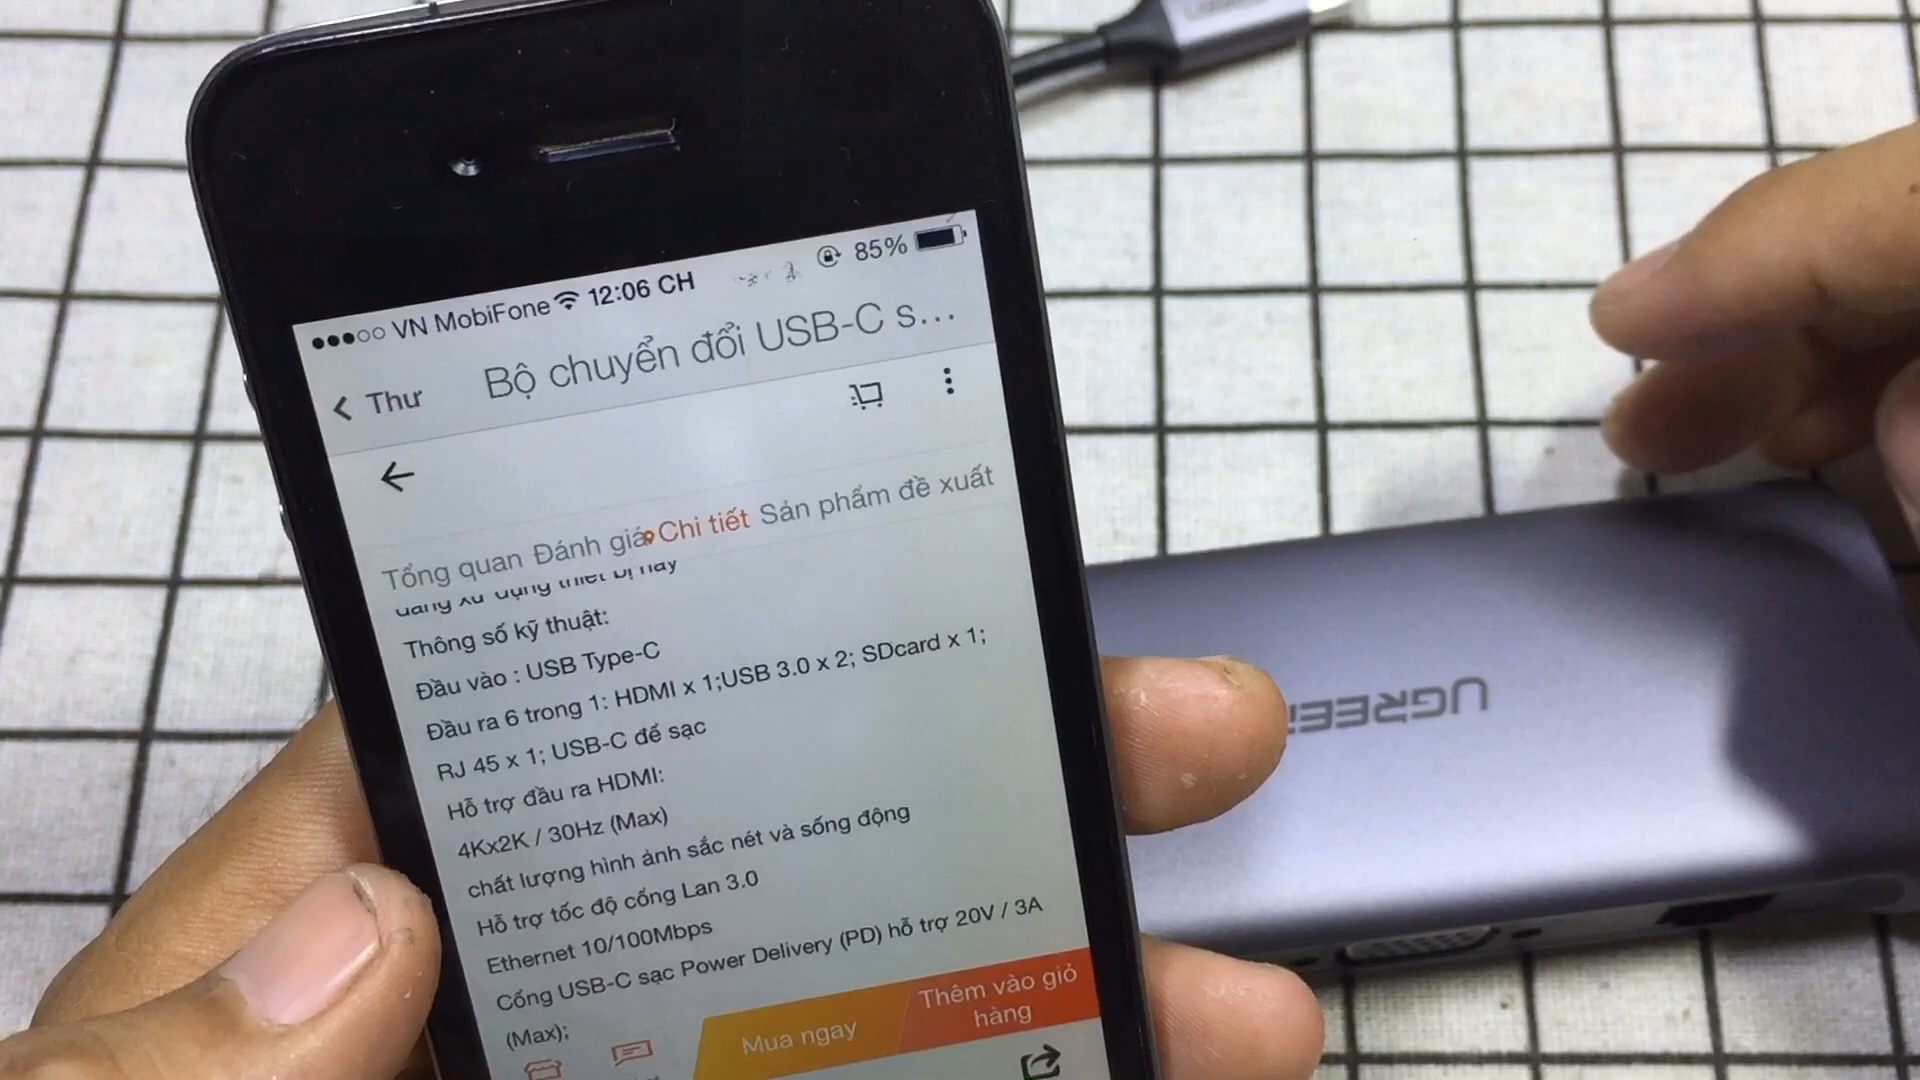 VN MobiFone 12:06 CH 85%
Thư
Bộ chuyển đổi USB-C s...
Tổng quan Đánh giá Chi tiết Sản phẩm đề xuất
Thông số kỹ thuật:
Đầu vào : USB Type-C
Đầu ra 6 trong 1: HDMI x 1;USB 3.0 x 2; SDcard x 1;
RJ 45 x 1; USB-C để sạc
Hỗ trợ đầu ra HDMI:
4Kx2K / 30Hz (Max)
chất lượng hình ảnh sắc nét và sống động
Hỗ trợ tốc độ cổng Lan 3.0
Ethernet 10/100Mbps
Cổng USB-C sạc Power Delivery (PD) hỗ trợ 20V / 3A
(Max);
Mua ngay
Thêm vào giỏ
hàng